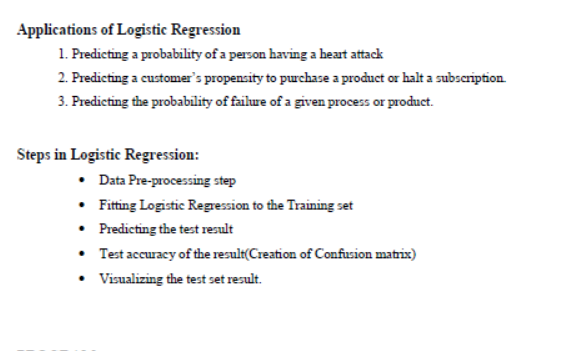 Applications of Logistic Regression
1. Predicting a probability of a person having a heart attack
2. Predicting a customer's propensity to purchase a product or halt a subscription.
3. Predicting the probability of failure of a given process or product.
Steps in Logistic Regression:
• Data Pre-processing step
• Fitting Logistic Regression to the Training set
• Predicting the test result
• Test accuracy of the result(Creation of Confusion matrix)
• Visualizing the test set result.